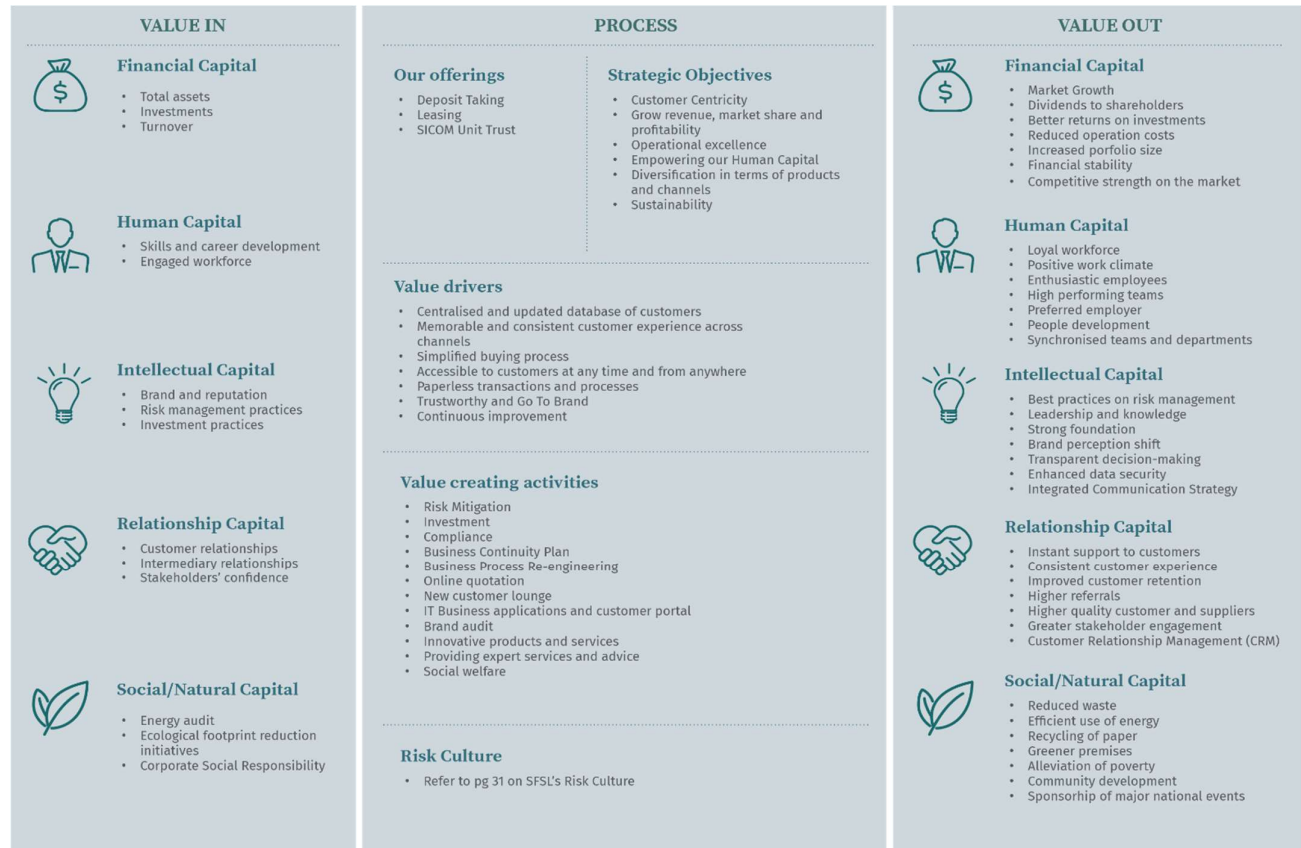 VALUE IN
Financial Capital
• Total assets
• Investments
• Turnover
Human Capital
• Skills and career development
• Engaged workforce
Intellectual Capital
• Brand and reputation
• Risk management practices
• Investment practices
Relationship Capital
• Customer relationships
• Intermediary relationships
• Stakeholders' confidence
Social/Natural Capital
• Energy audit
• Ecological footprint reduction
initiatives
• Corporate Social Responsibility
PROCESS
Our offerings
• Deposit Taking
• Leasing
• SICOM Unit Trust
Strategic Objectives
• Customer Centricity
• Grow revenue, market share and
profitability
• Operational excellence
• Empowering our Human Capital
• Diversification in terms of products
and channels
• Sustainability
Value drivers
• Centralised and updated database of customers
• Memorable and consistent customer experience across
channels
• Simplified buying process
• Accessible to customers at any time and from anywhere
• Paperless transactions and processes
• Trustworthy and Go To Brand
• Continuous improvement
Value creating activities
• Risk Mitigation
• Investment
• Compliance
• Business Continuity Plan
• Business Process Re-engineering
• Online quotation
• New customer lounge
• IT Business applications and customer portal
• Brand audit
• Innovative products and services
• Providing expert services and advice
• Social welfare
Risk Culture
• Refer to pg 31 on SFSL's Risk Culture
VALUE OUT
Financial Capital
• Market Growth
• Dividends to shareholders
• Better returns on investments
• Reduced operation costs
• Increased porfolio size
• Financial stability
• Competitive strength on the market
Human Capital
• Loyal workforce
• Positive work climate
• Enthusiastic employees
• High performing teams
• Preferred employer
• People development
• Synchronised teams and departments
Intellectual Capital
• Best practices on risk management
• Leadership and knowledge
• Strong foundation
• Brand perception shift
• Transparent decision-making
• Enhanced data security
• Integrated Communication Strategy
Relationship Capital
• Instant support to customers
• Consistent customer experience
• Improved customer retention
• Higher referrals
• Higher quality customer and suppliers
• Greater stakeholder engagement
• Customer Relationship Management (CRM)
Social/Natural Capital
• Reduced waste
• Efficient use of energy
• Recycling of paper
• Greener premises
• Alleviation of poverty
• Community development
• Sponsorhip of major national events